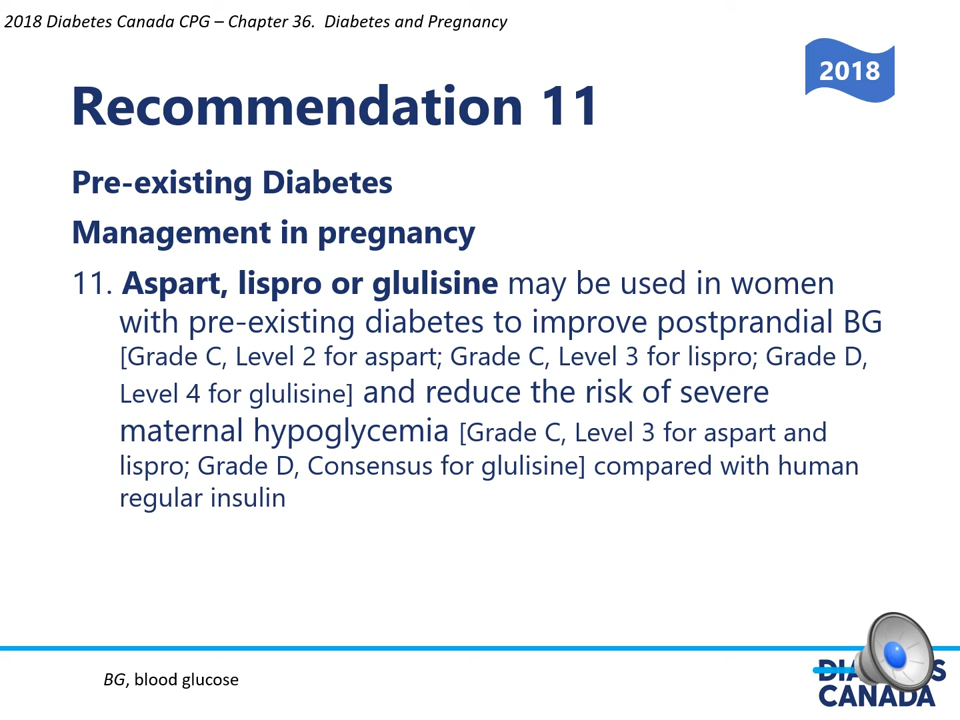 2018 Diabetes Canada CPG – Chapter 36. Diabetes and Pregnancy
2018
Recommendation 11
Pre-existing Diabetes
Management in pregnancy
11. Aspart, lispro or glulisine may be used in women
with pre-existing diabetes to improve postprandial BG
[Grade C, Level 2 for aspart; Grade C, Level 3 for lispro; Grade D,
Level 4 for glulisine] and reduce the risk of severe
maternal hypoglycemia [Grade C, Level 3 for aspart and
lispro; Grade D, Consensus for glulisine] compared with human
regular insulin
BG, blood glucose
CANADA